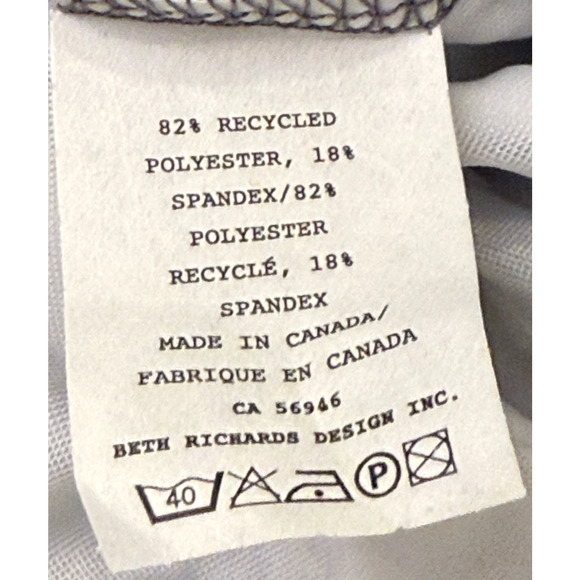 82% RECYCLED
POLYESTER, 18%
SPANDEX/82%
POLYESTER
RECYCLÉ, 18%
SPANDEX
MADE IN CANADA/
FABRIQUE EN CANADA
CA 56946
BETH RICHARDS DESIGN INC.
40 P